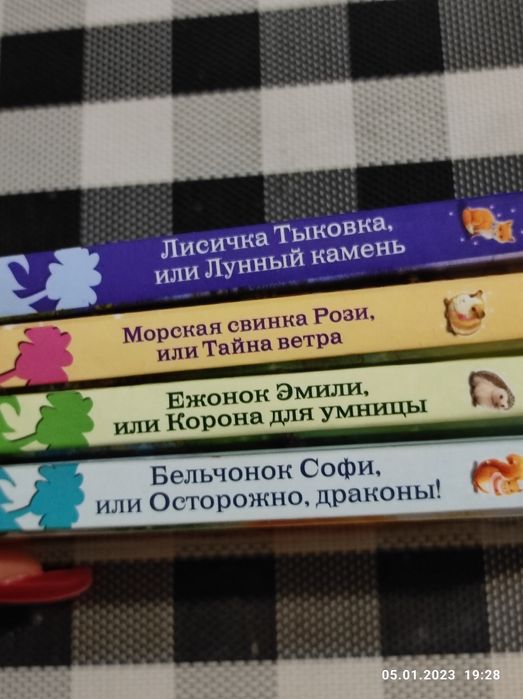 Лисичка Тыковка,
или Лунный камень
Морская свинка Рози,
или Тайна ветра
Ежонок Эмили,
или Корона для умницы
Бельчонок Софи,
или Осторожно, драконы!
05.01.2023 19:28